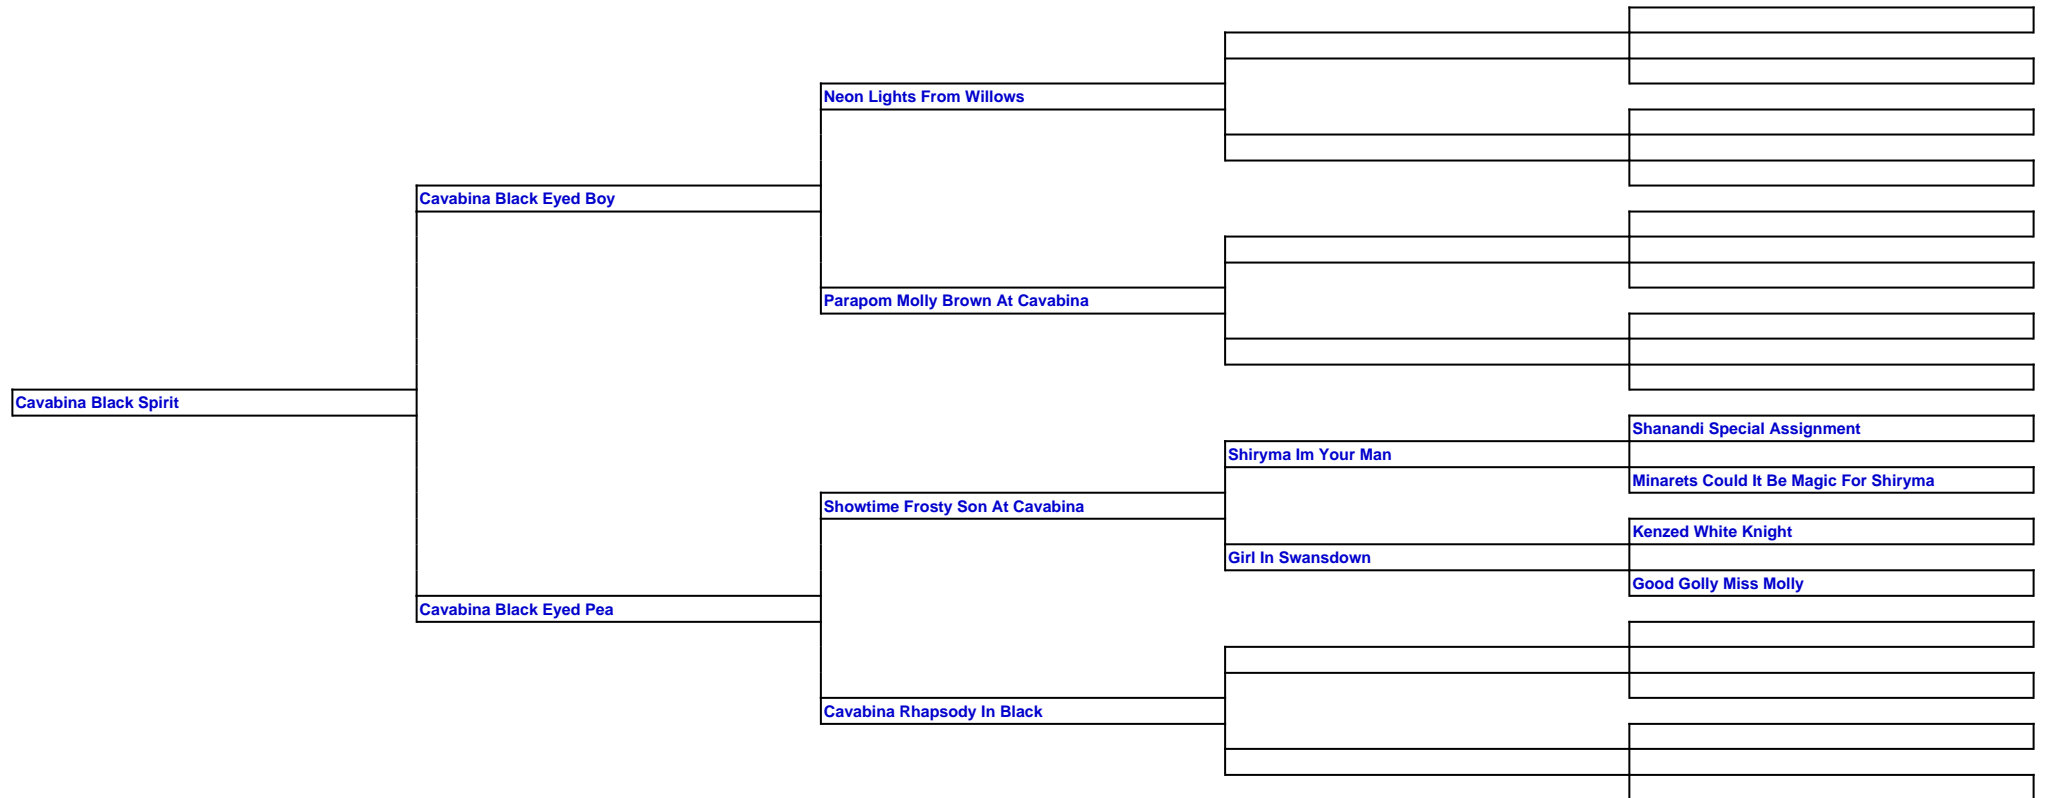 Neon Lights From Willows
Cavabina Black Eyed Boy
Parapom Molly Brown At Cavabina
Cavabina Black Spirit
Shanandi Special Assignment
Shiryma Im Your Man
Minarets Could It Be Magic For Shiryma
Showtime Frosty Son At Cavabina
Kenzed White Knight
Girl In Swansdown
Good Golly Miss Molly
Cavabina Black Eyed Pea
Cavabina Rhapsody In Black